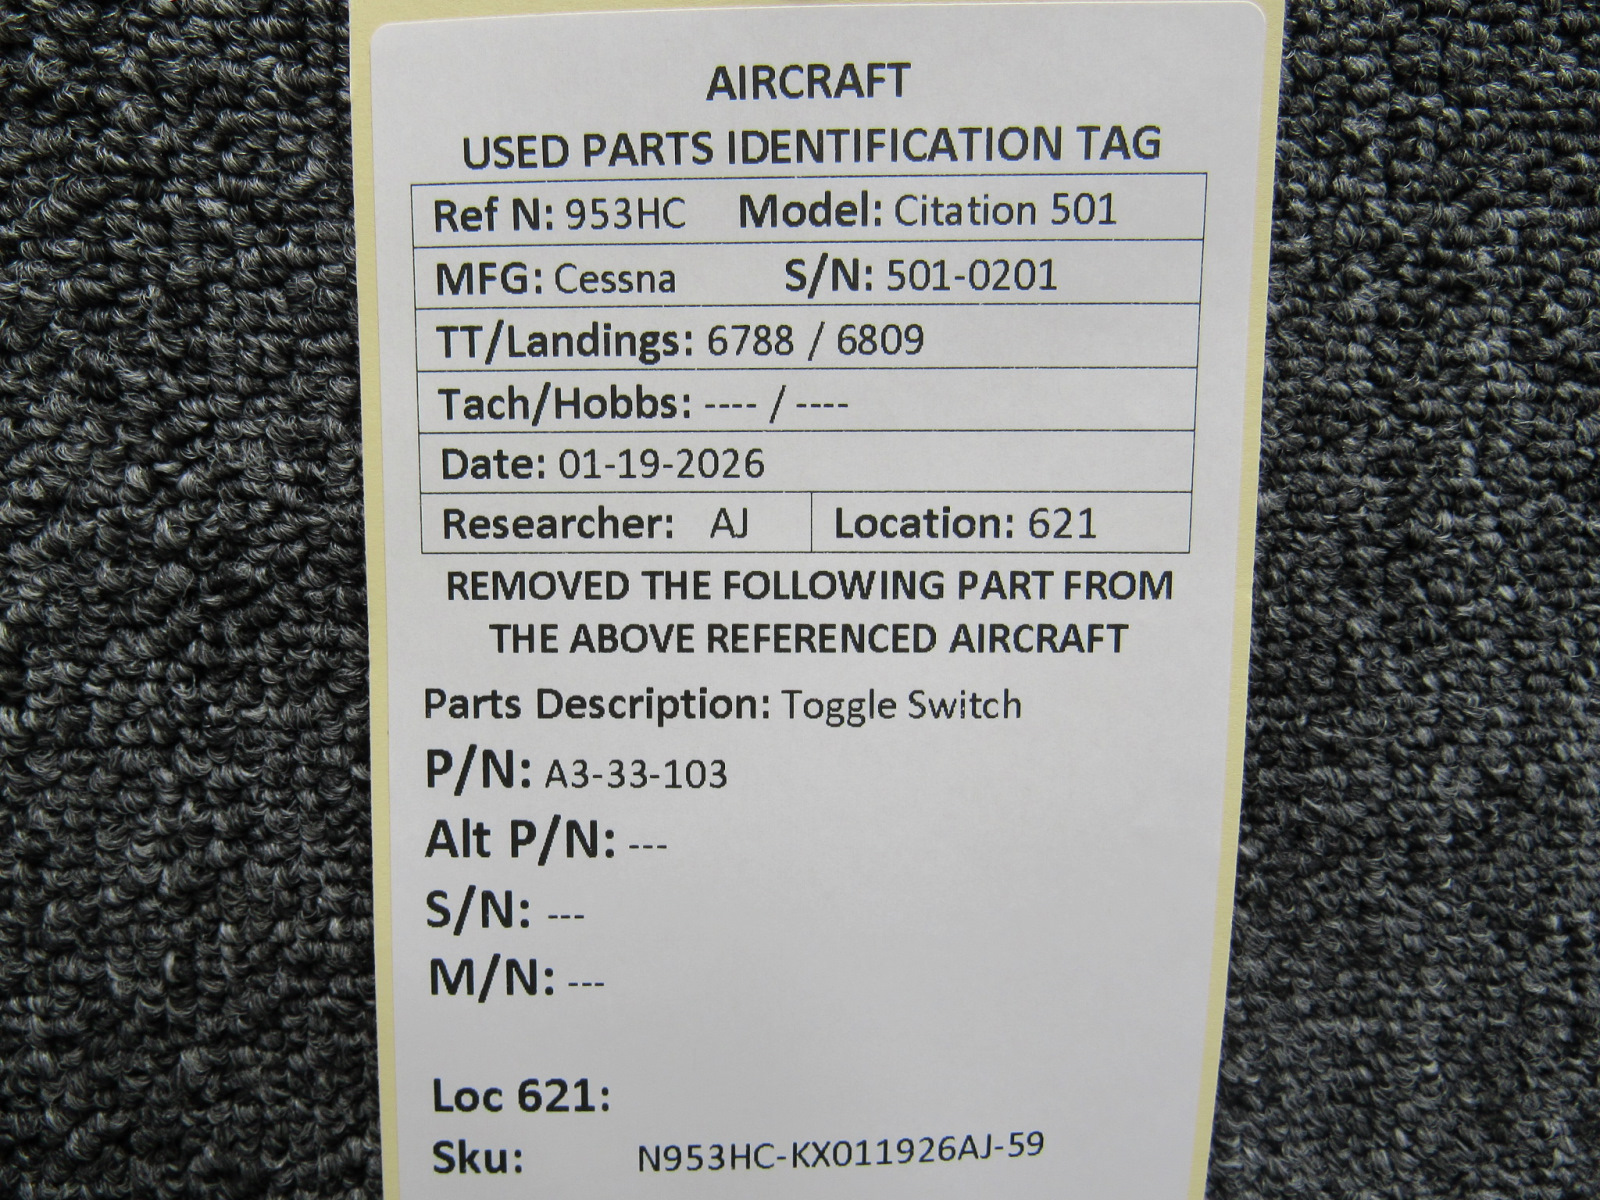 AIRCRAFT
USED PARTS IDENTIFICATION TAG
Ref N: 953HC Model: Citation 501
MFG: Cessna S/N: 501-0201
TT/Landings: 6788 / 6809
Tach/Hobbs: ---- / ----
Date: 01-19-2026
Researcher: AJ Location: 621
REMOVED THE FOLLOWING PART FROM
THE ABOVE REFERENCED AIRCRAFT
Parts Description: Toggle Switch
P/N: A3-33-103
Alt P/N: ---
S/N: ---
M/N: ---
Loc 621:
Sku: N953HC-KX011926AJ-59